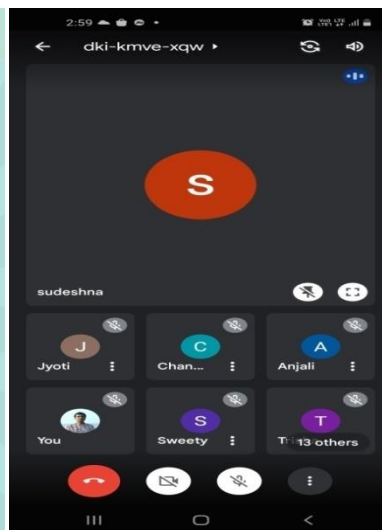 2:59
dki-kmve-xqw
S
sudeshna
J
C
A
Jyoti
Chan...
Anjali
S
T
You
Sweety
13 others